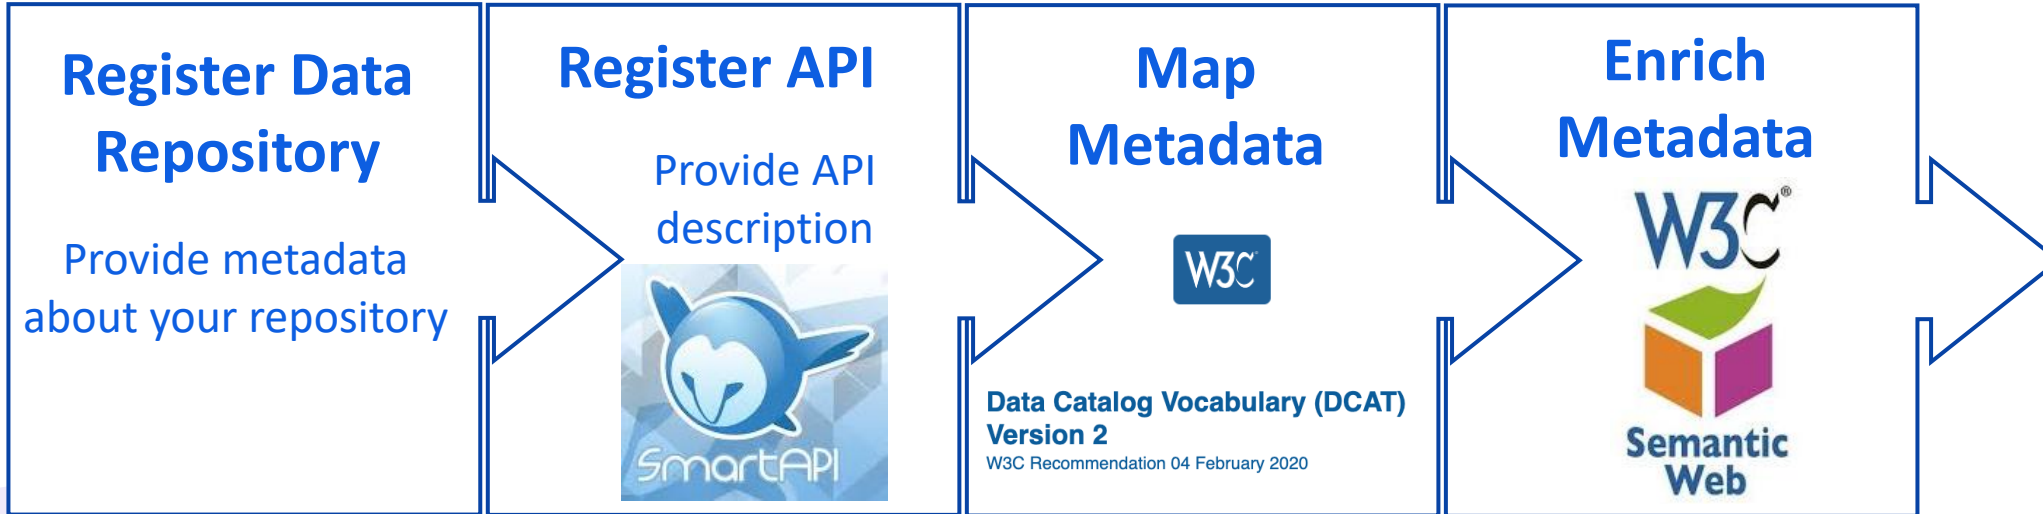 Register Data
Repository
Provide metadata
about your repository
Register API
Provide API
description
SmartAPI
Map
Metadata
W3C
Data Catalog Vocabulary (DCAT)
Version 2
W3C Recommendation 04 February 2020
Enrich
Metadata
W3C®
Semantic
Web